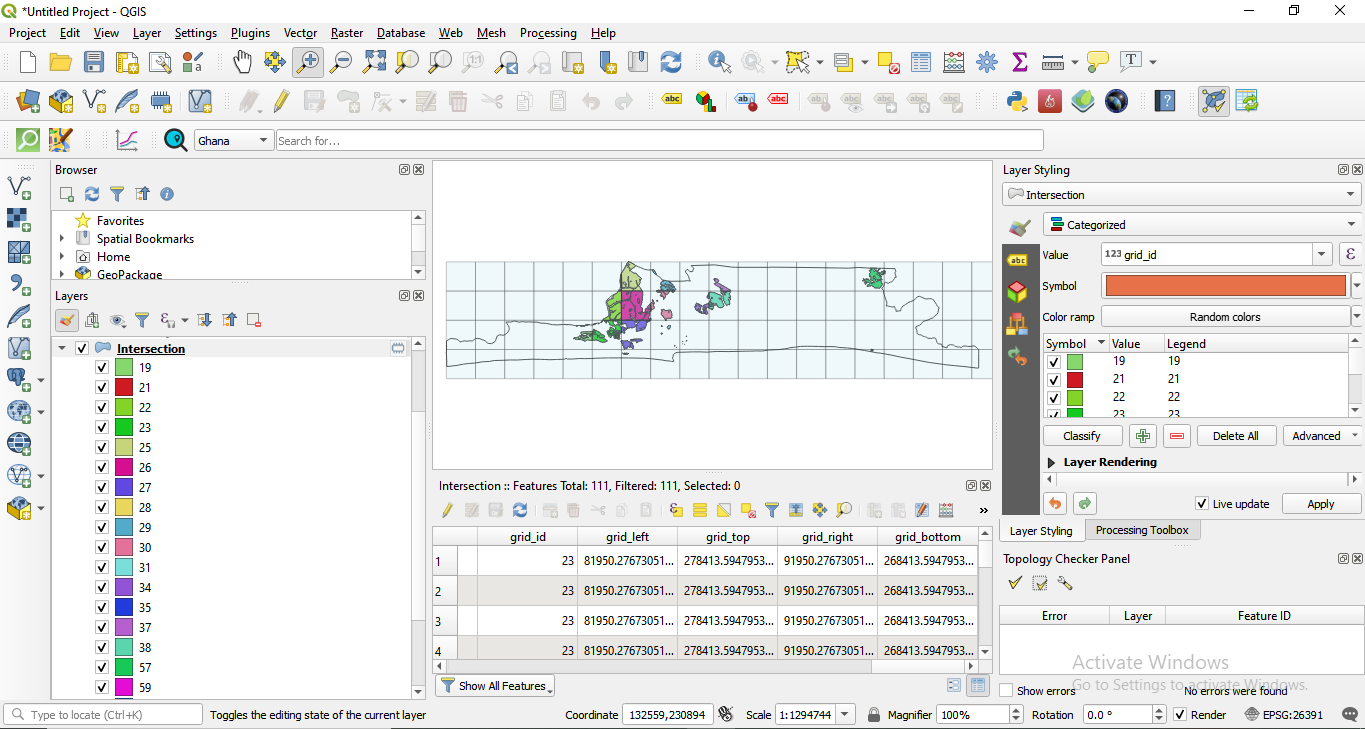 *Untitled Project - QGIS
Project Edit View Layer Settings Plugins Vector Raster Database Web Mesh Processing Help
Ghana Search for...
Browser
Favorites
Spatial Bookmarks
Home
GeoPackage
Layers
Intersection
19
21
22
23
25
26
27
28
29
30
31
34
35
37
38
57
59
Intersection :: Features Total: 111, Filtered: 111, Selected: 0
grid_id grid_left grid_top grid_right grid_bottom
1 23 81950.27673051... 278413.5947953... 91950.27673051... 268413.5947953...
2 23 81950.27673051... 278413.5947953... 91950.27673051... 268413.5947953...
3 23 81950.27673051... 278413.5947953... 91950.27673051... 268413.5947953...
4 23 81950.27673051... 278413.5947953... 91950.27673051... 268413.5947953...
Show All Features
Layer Styling
Intersection
Categorized
Value 123 grid_id
Symbol
Color ramp Random colors
Symbol Value Legend
19 19
21 21
22 22
23 23
Classify Delete All Advanced
Layer Rendering
Live update Apply
Layer Styling Processing Toolbox
Topology Checker Panel
Error Layer Feature ID
Activate Windows
Go to Settings to activate Windows.
Show errors No errors were found
Type to locate (Ctrl+K) Toggles the editing state of the current layer Coordinate 132559,230894 Scale 1:1294744 Magnifier 100% Rotation 0.0 ° Render EPSG:26391